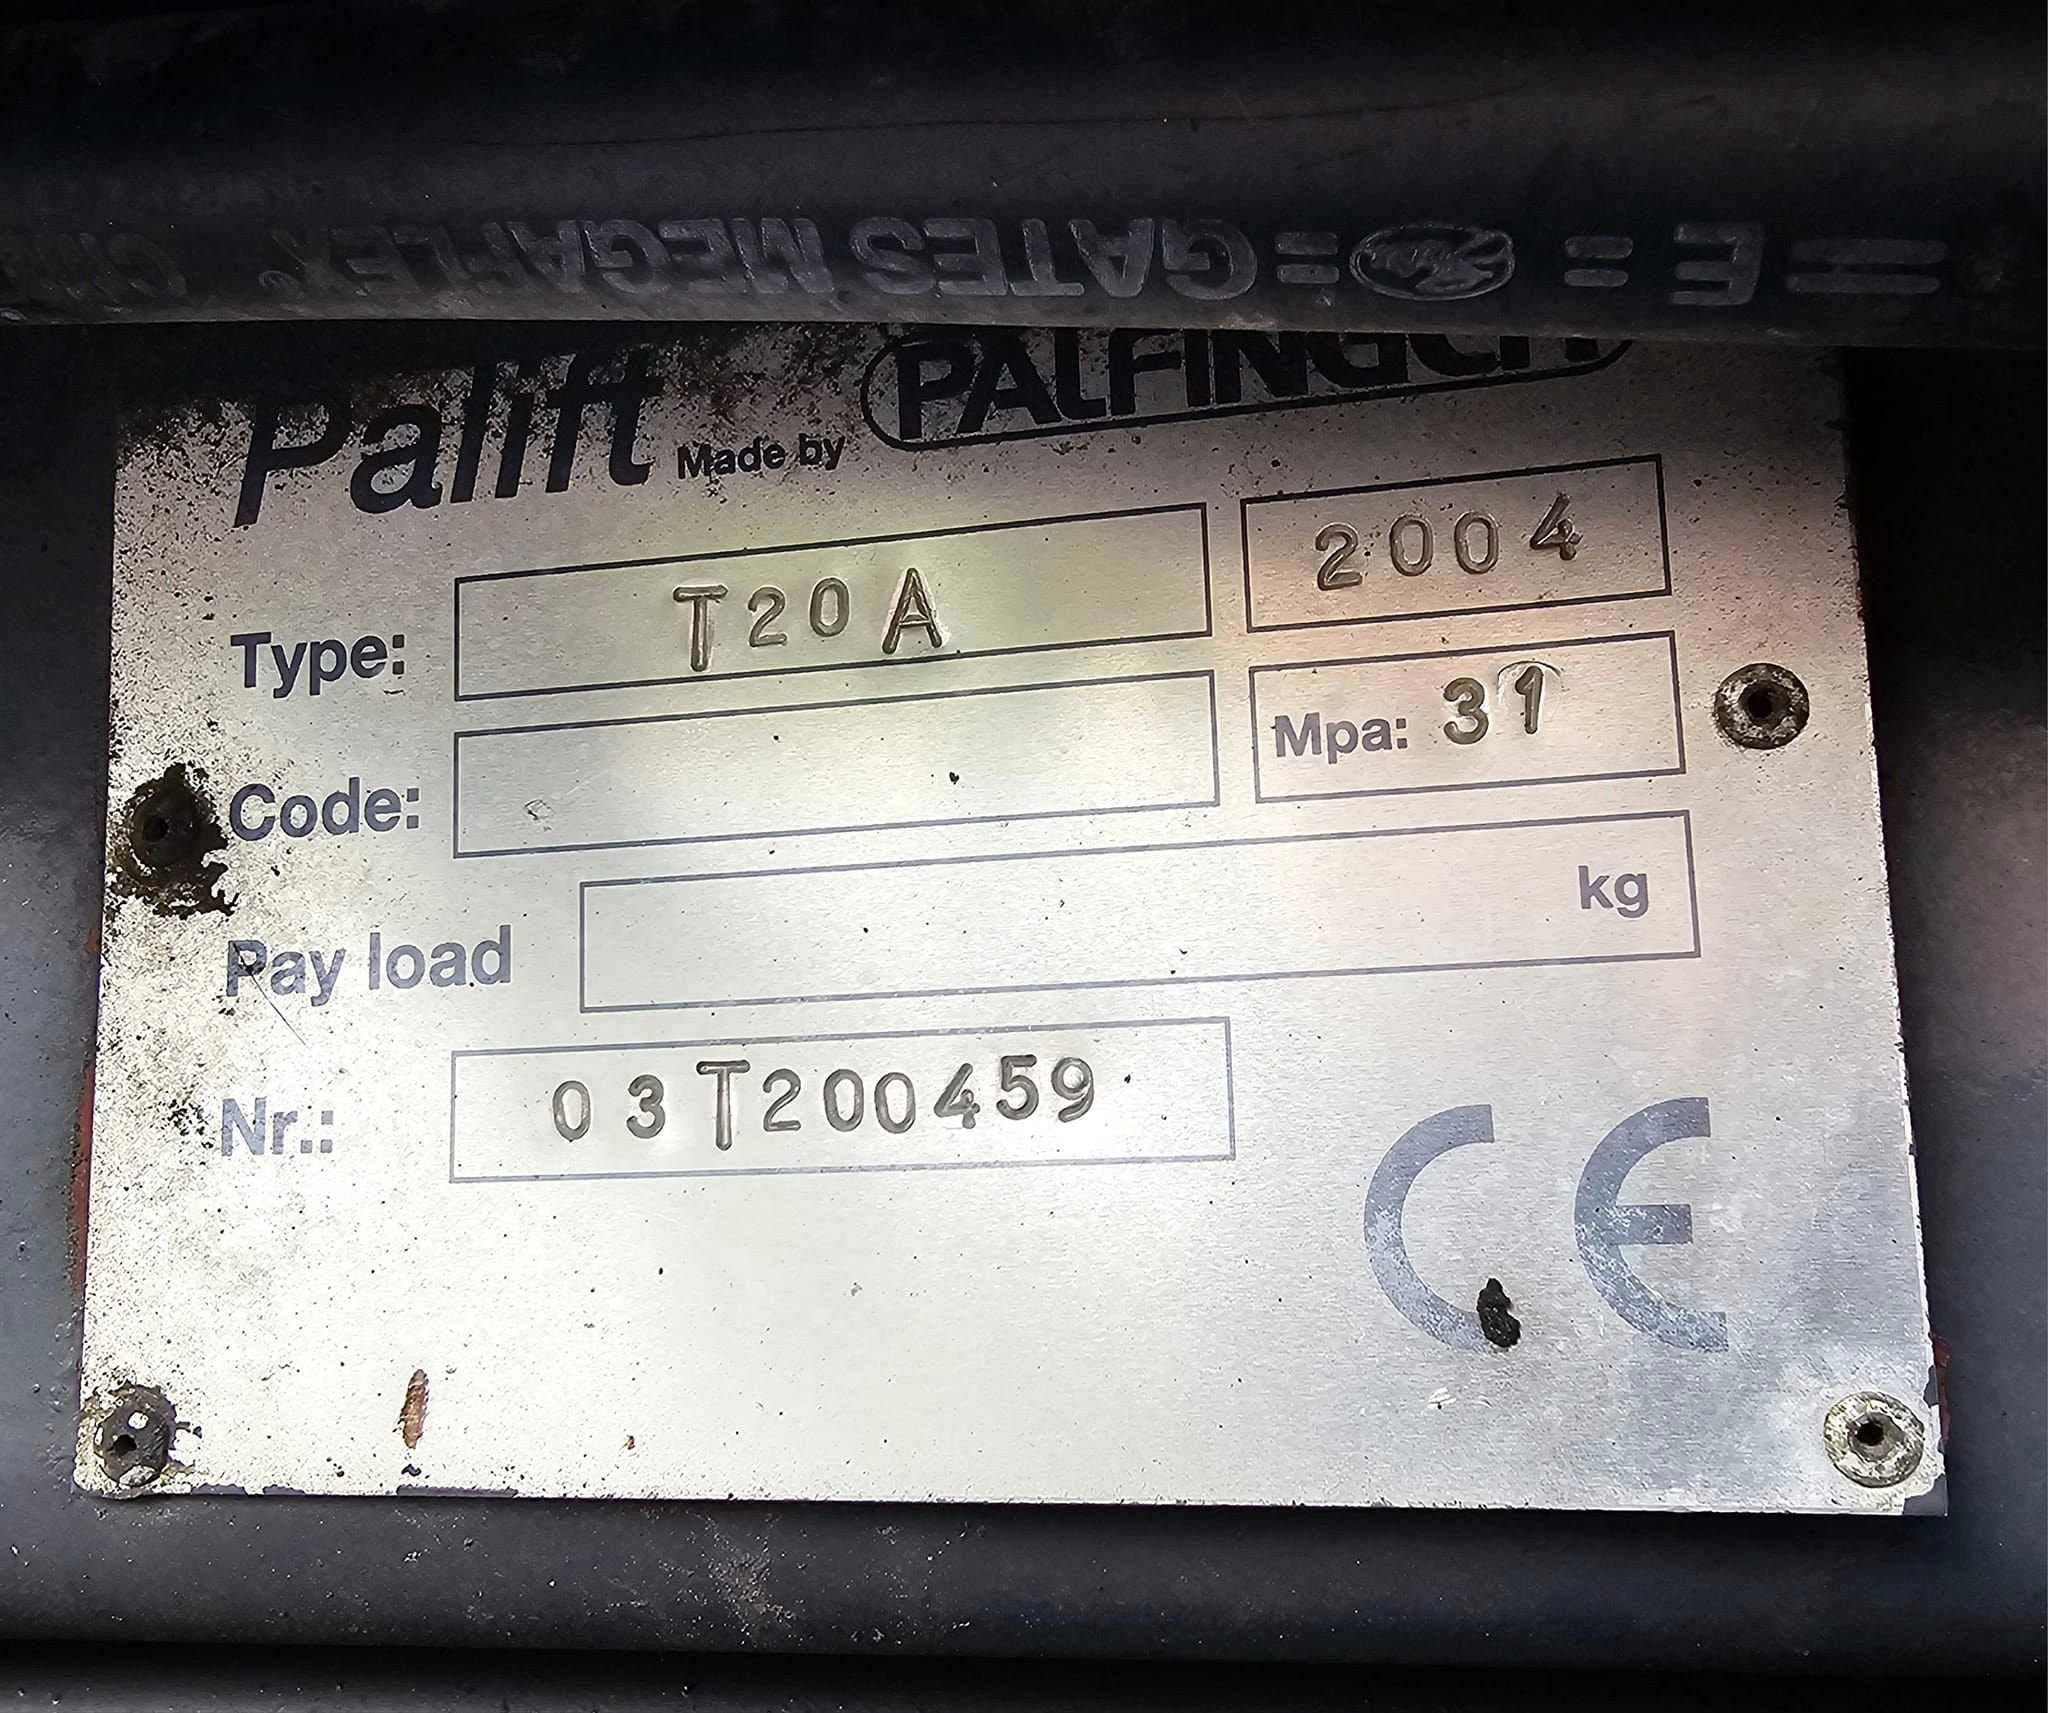 GATES MEGAFLEX®
E
Palift Made by PALFINGER
Type: T20A 2004
Code: Mpa: 31
Pay load kg
Nr.: 03T200459
CE